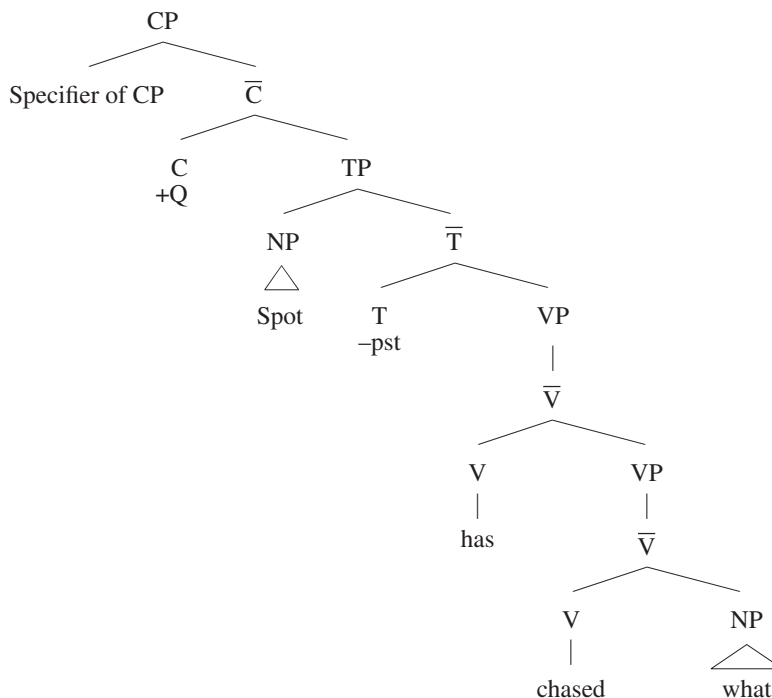 CP
Specifier of CP C̅
C TP
+Q
NP T̅
Spot T VP
–pst
V̅
V VP
has V̅
V NP
chased what